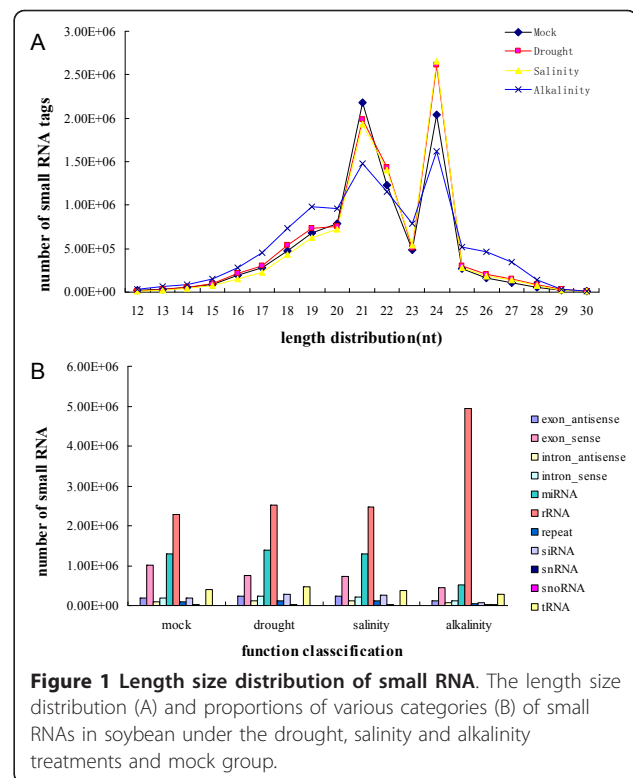 A
3.00E+06
2.50E+06
2.00E+06
1.50E+06
1.00E+06
5.00E+05
0.00E+00
number of small RNA tags
Mock
Drought
Salinity
Alkalinity
12 13 14 15 16 17 18 19 20 21 22 23 24 25 26 27 28 29 30
length distribution(nt)
B
6.00E+06
5.00E+06
4.00E+06
3.00E+06
2.00E+06
1.00E+06
0.00E+00
number of small RNA
exon_antisense
exon_sense
intron_antisense
intron_sense
miRNA
rRNA
repeat
siRNA
snRNA
snoRNA
tRNA
mock drought salinity alkalinity
function classcification
Figure 1 Length size distribution of small RNA. The length size
distribution (A) and proportions of various categories (B) of small
RNAs in soybean under the drought, salinity and alkalinity
treatments and mock group.